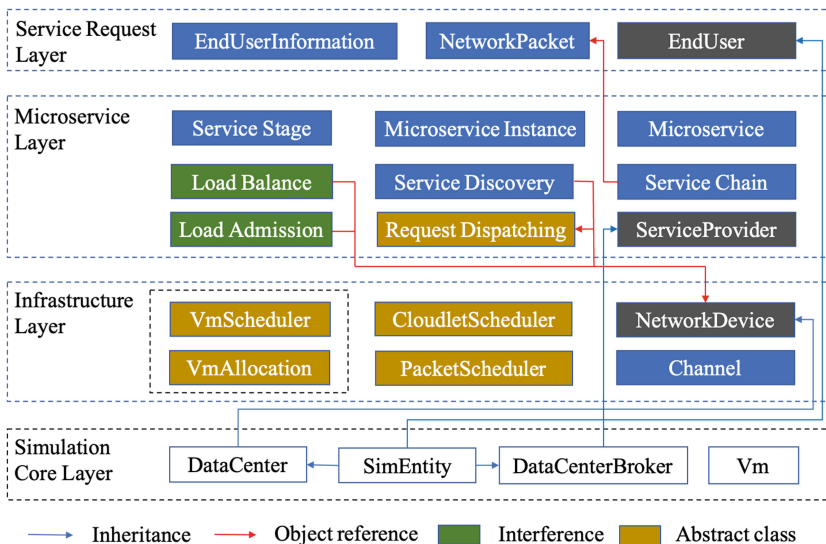 Service Request
Layer
EndUserInformation
NetworkPacket
EndUser
Microservice
Layer
Service Stage
Microservice Instance
Microservice
Load Balance
Service Discovery
Service Chain
Load Admission
Request Dispatching
ServiceProvider
Infrastructure
Layer
VmScheduler
CloudletScheduler
NetworkDevice
VmAllocation
PacketScheduler
Channel
Simulation
Core Layer
DataCenter
SimEntity
DataCenterBroker
Vm
Inheritance
Object reference
Interference
Abstract class